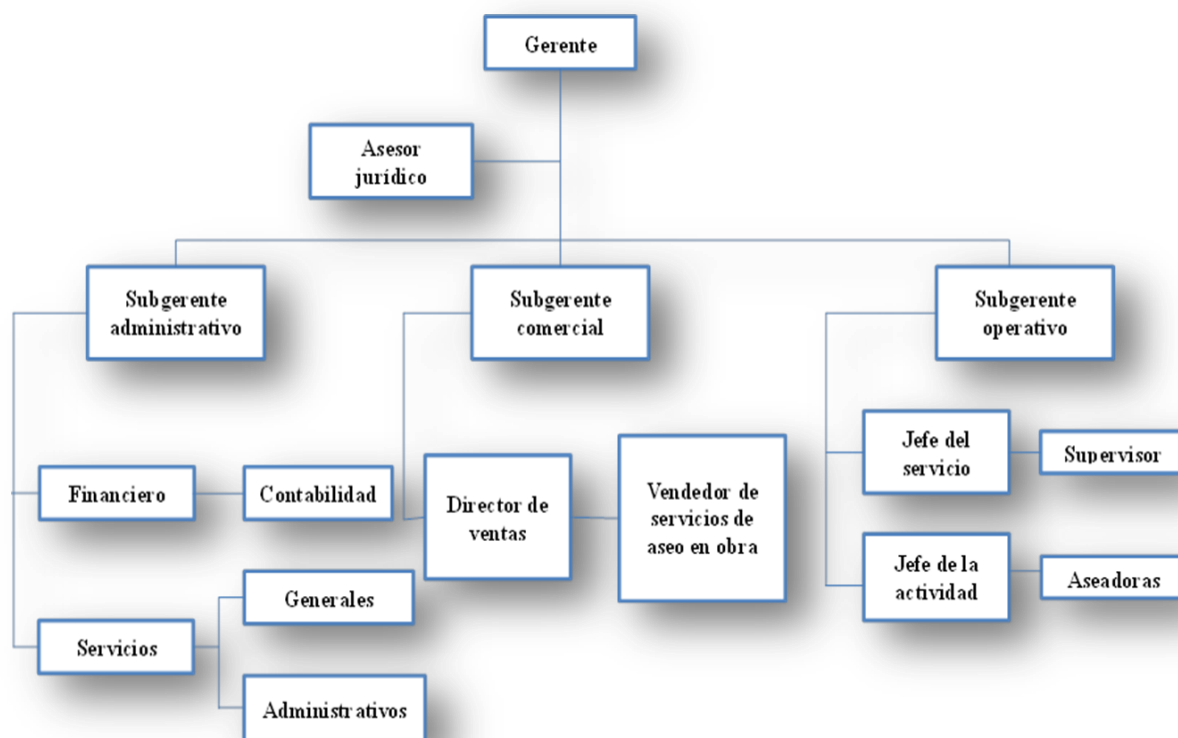 Gerente
Asesor
jurídico
Subgerente
administrativo
Subgerente
comercial
Subgerente
operativo
Jefe del
servicio
Supervisor
Financiero
Contabilidad
Director de
ventas
Vendedor de
servicios de
aseo en obra
Jefe de la
actividad
Aseadoras
Generales
Servicios
Administrativos